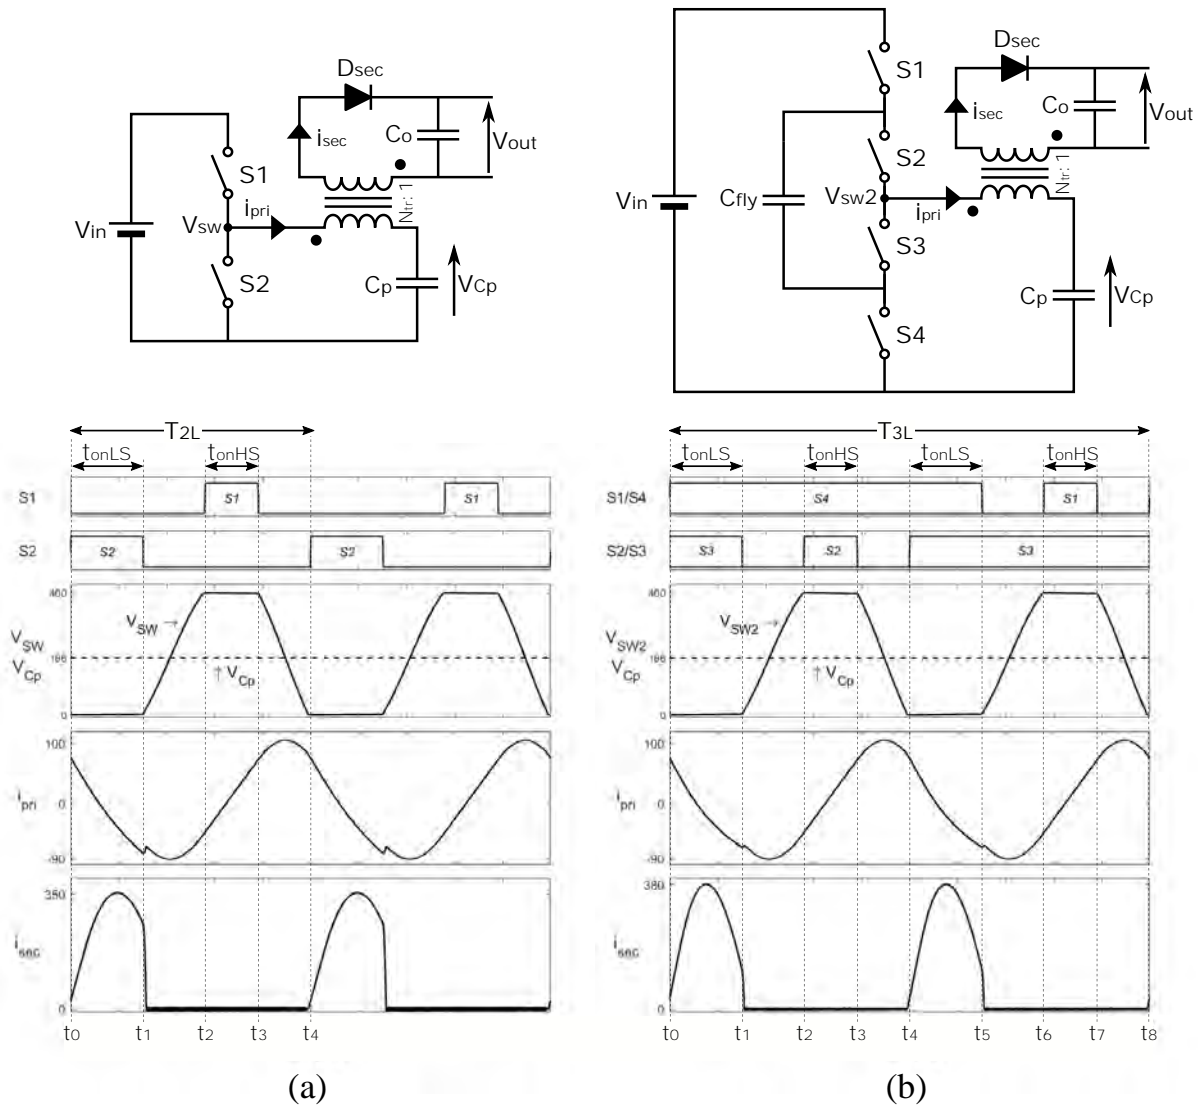 Dsec
isec
Co
Vout
S1
Ntr: 1
Vin
Vsw
ipri
S2
Cp
VCp
S1
Dsec
isec
Co
Vout
S2
Ntr: 1
Vin
Cfly
Vsw2
ipri
S3
Cp
VCp
S4
T2L
tonLS
tonHS
S1
S1
S1
S2
S2
S2
460
VSW →
VSW
196
VCp
↑ VCp
0
100
ipri
0
-90
350
isec
0
t0 t1 t2 t3 t4
(a)
T3L
tonLS
tonHS
tonLS
tonHS
S1/S4
S4
S1
S2/S3
S3
S2
S3
460
VSW2 →
VSW2
196
VCp
↑ VCp
0
100
ipri
0
-90
380
isec
0
t0 t1 t2 t3 t4 t5 t6 t7 t8
(b)